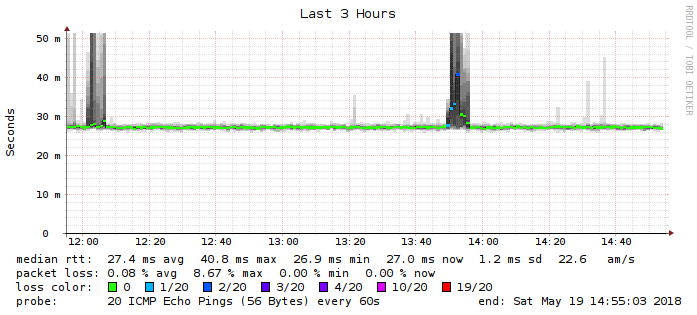 Last 3 Hours
RRDTOOL / TOBI OETIKER
Seconds
50 m
40 m
30 m
20 m
10 m
0
12:00 12:20 12:40 13:00 13:20 13:40 14:00 14:20 14:40
median rtt: 27.4 ms avg 40.8 ms max 26.9 ms min 27.0 ms now 1.2 ms sd 22.6 am/s
packet loss: 0.08 % avg 8.67 % max 0.00 % min 0.00 % now
loss color: 0 1/20 2/20 3/20 4/20 10/20 19/20
probe: 20 ICMP Echo Pings (56 Bytes) every 60s end: Sat May 19 14:55:03 2018